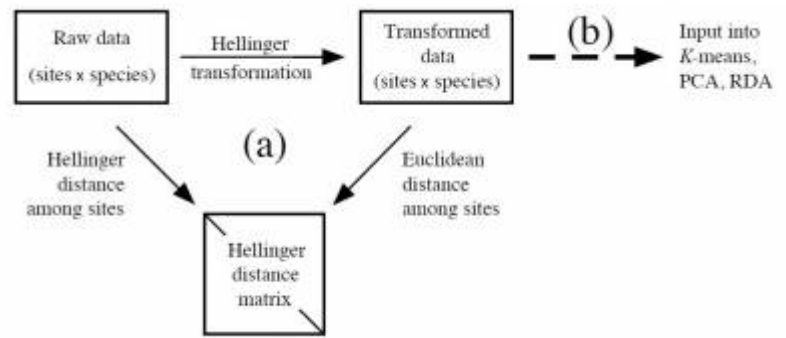 Raw data
(sites x species)
Hellinger
transformation
Transformed
data
(sites x species)
(b)
Input into
K-means,
PCA, RDA
(a)
Hellinger
distance
among sites
Euclidean
distance
among sites
Hellinger
distance
matrix